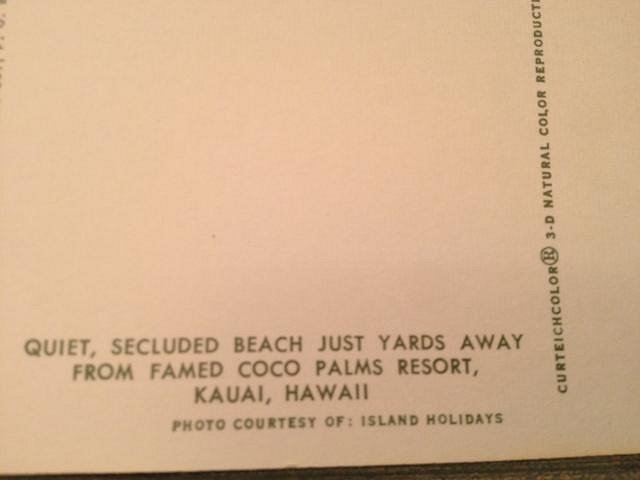 QUIET, SECLUDED BEACH JUST YARDS AWAY
FROM FAMED COCO PALMS RESORT,
KAUAI, HAWAII
PHOTO COURTESY OF: ISLAND HOLIDAYS
CURTEICHCOLOR® 3-D NATURAL COLOR